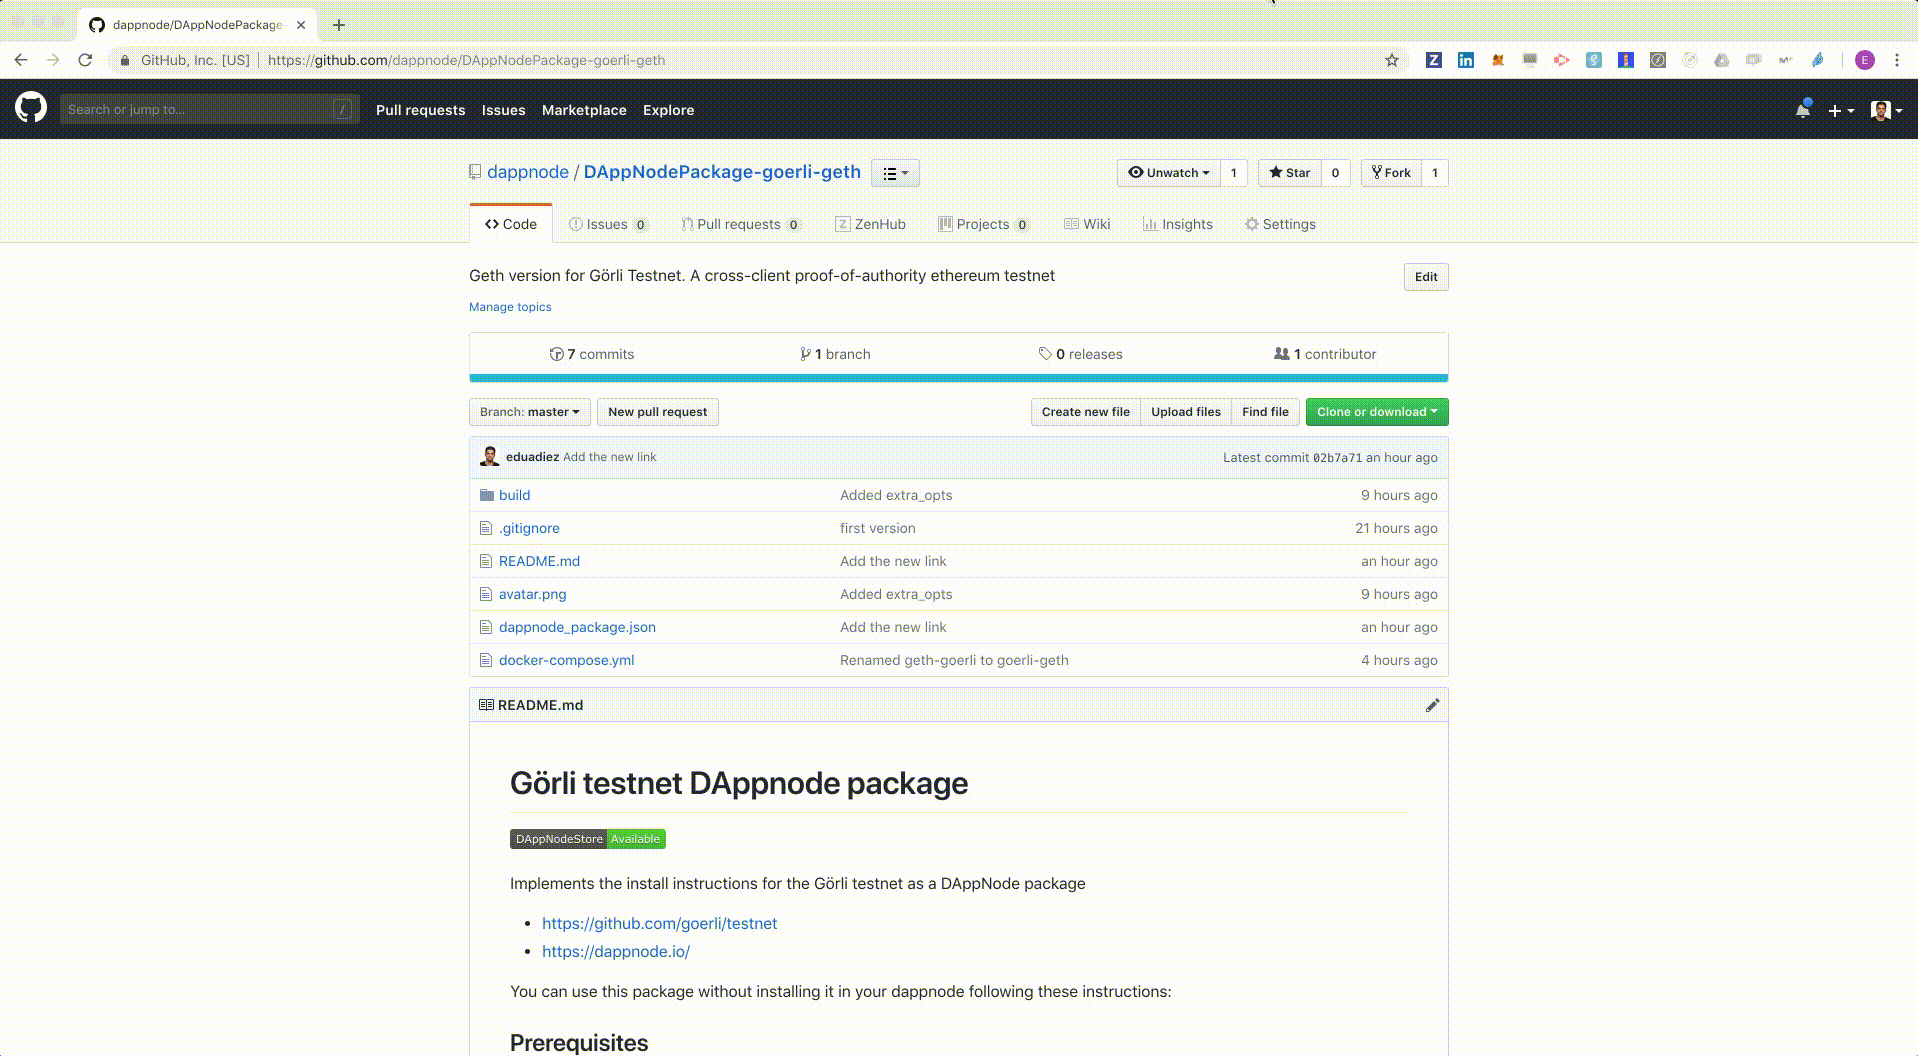 dappnode/DAppNodePackage-
GitHub, Inc. [US] https://github.com/dappnode/DAppNodePackage-goerli-geth
Search or jump to... / Pull requests Issues Marketplace Explore
dappnode / DAppNodePackage-goerli-geth Unwatch 1 Star 0 Fork 1
Code Issues 0 Pull requests 0 ZenHub Projects 0 Wiki Insights Settings
Geth version for Görli Testnet. A cross-client proof-of-authority ethereum testnet Edit
Manage topics
7 commits 1 branch 0 releases 1 contributor
Branch: master New pull request Create new file Upload files Find file Clone or download
eduadiez Add the new link Latest commit 02b7a71 an hour ago
build Added extra_opts 9 hours ago
.gitignore first version 21 hours ago
README.md Add the new link an hour ago
avatar.png Added extra_opts 9 hours ago
dappnode_package.json Add the new link an hour ago
docker-compose.yml Renamed geth-goerli to goerli-geth 4 hours ago
README.md
Görli testnet DAppnode package
DAppNodeStore Available
Implements the install instructions for the Görli testnet as a DAppNode package
• https://github.com/goerli/testnet
• https://dappnode.io/
You can use this package without installing it in your dappnode following these instructions:
Prerequisites